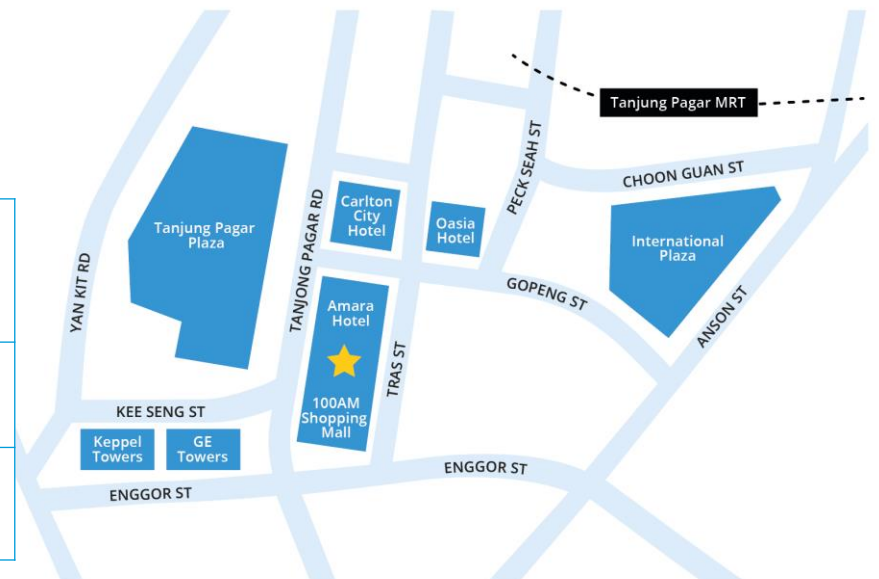 Tanjung Pagar MRT
PECK SEAH ST
CHOON GUAN ST
Carlton
City
Hotel
TANJONG PAGAR RD
Oasia
Hotel
Tanjung Pagar
Plaza
International
Plaza
YAN KIT RD
GOPENG ST
ANSON ST
Amara
Hotel
TRAS ST
100AM
Shopping
Mall
KEE SENG ST
Keppel
Towers
GE
Towers
ENGGOR ST
ENGGOR ST